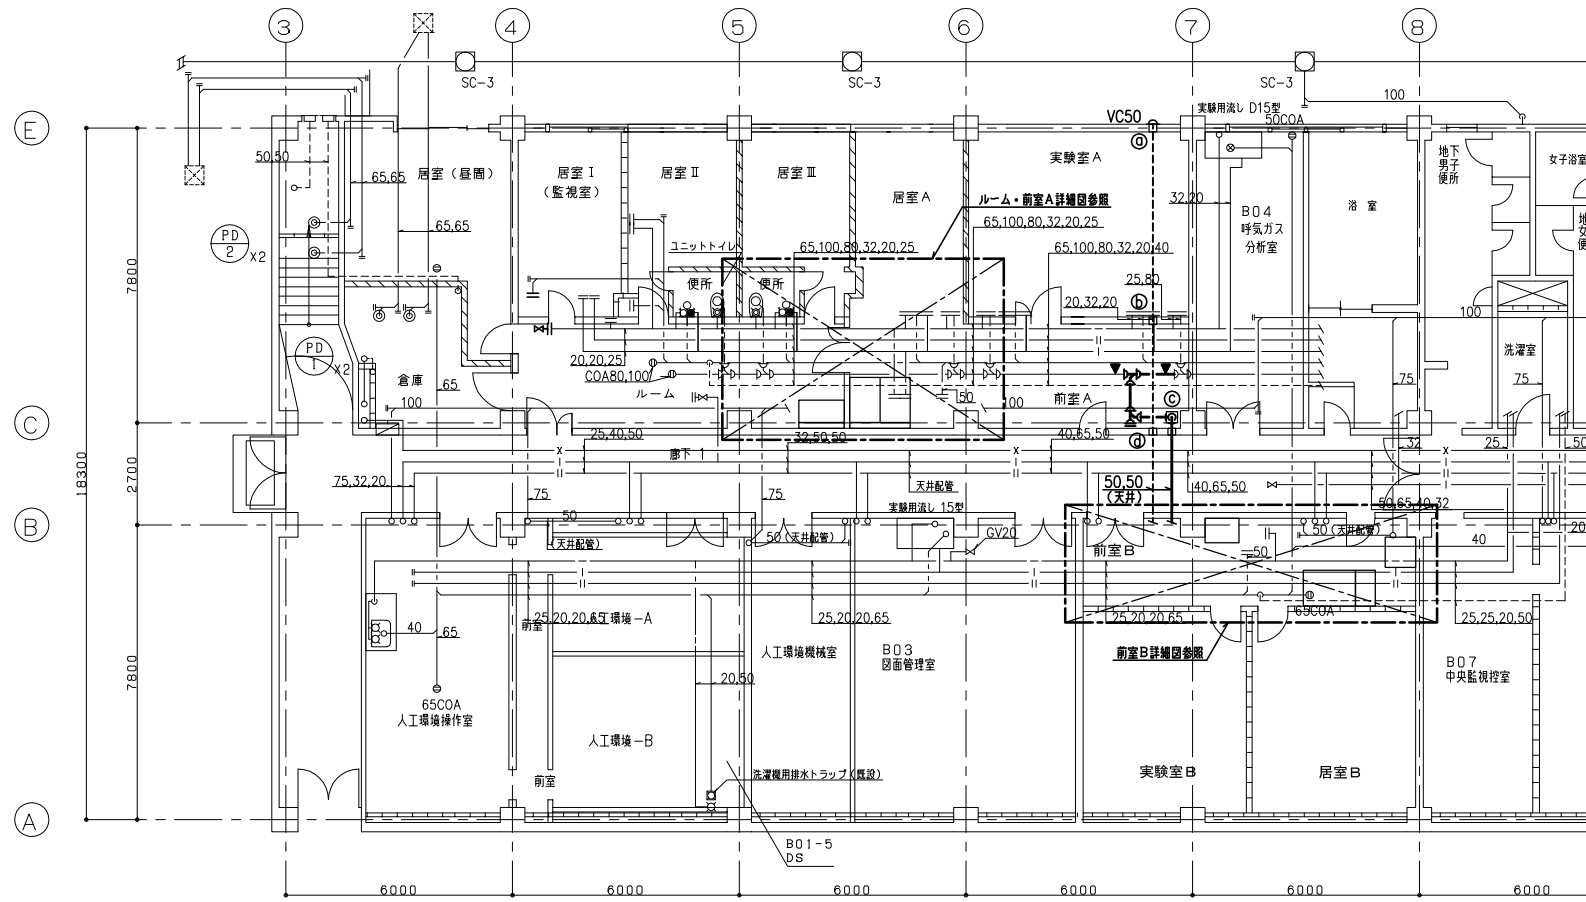 3
4
5
6
7
8
SC-3
SC-3
SC-3
100
実験用流し D15型
VC50
50COA
E
ⓐ
地下
男子
便所
女子浴室
50,50
65,65
居室（昼間）
居室Ⅰ
（監視室）
居室Ⅱ
居室Ⅲ
居室A
実験室A
ルーム・前室A詳細図参照
32,20
B04
呼気ガス
分析室
浴 室
65,65
PD
2
X2
ユニットトイレ
65,100,80,32,20,25
65,100,80,32,20,25
65,100,80,32,20,40
7800
便所
便所
25,80
20,32,20
ⓑ
100
PD
1
X2
20,20,25
COA80,100
洗濯室
倉庫
65
ルーム
50
前室A
75
75
100
100
ⓒ
C
25,40,50
32,50,50
40,65,50
ⓓ
32
25
50
18300
2700
廊下 1
X
X
X
75,32,20
75
75
天井配管
50,50
（天井）
40,65,50
50,65,40,32
実験用流し 15型
B
50
（天井配管）
50（天井配管）
GV20
前室B
50
50（天井配管）
40
20
40
65
25,20,20,65
前室
人工環境-A
25,20,20,65
25,20,20,65
65COA
25,25,20,50
人工環境機械室
B03
図面管理室
前室B詳細図参照
B07
中央監視控室
7800
20,50
65COA
人工環境操作室
人工環境-B
前室
洗濯機用排水トラップ（既設）
実験室B
居室B
A
B01-5
DS
6000
6000
6000
6000
6000
6000